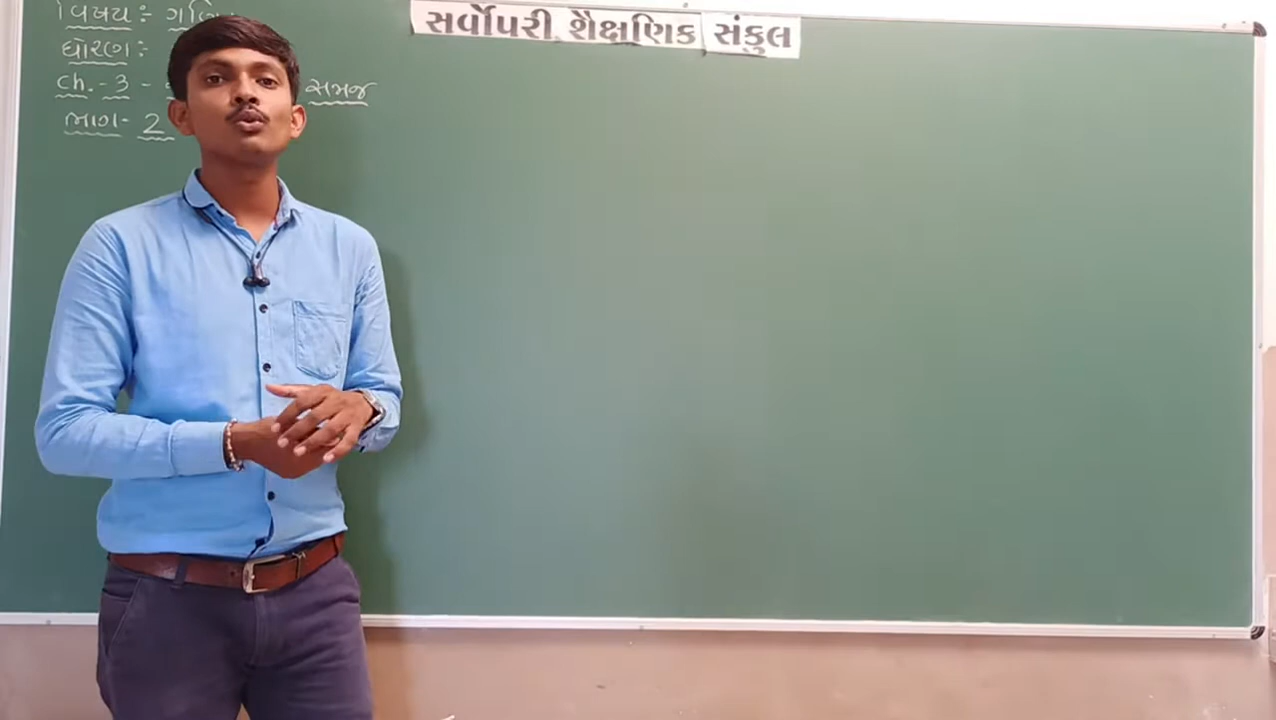 વિષય :-
સર્વોપરી શૈક્ષણિક સંકુલ
ધોરણ :-
ch. - 3 - સમજ
ભાગ - 2